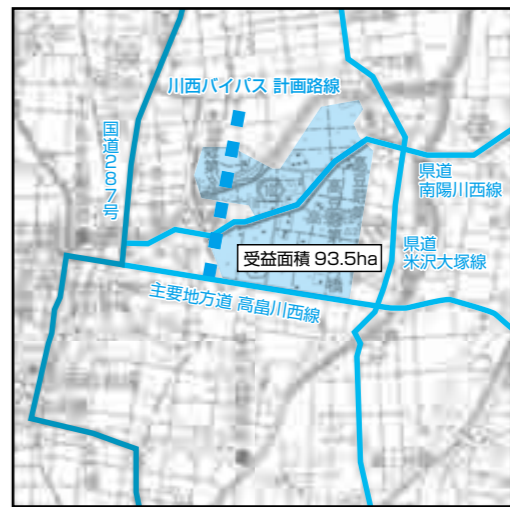 川西バイパス 計画路線
国道287号
県道
南陽川西線
県道
米沢大塚線
受益面積 93.5ha
主要地方道 高畠川西線